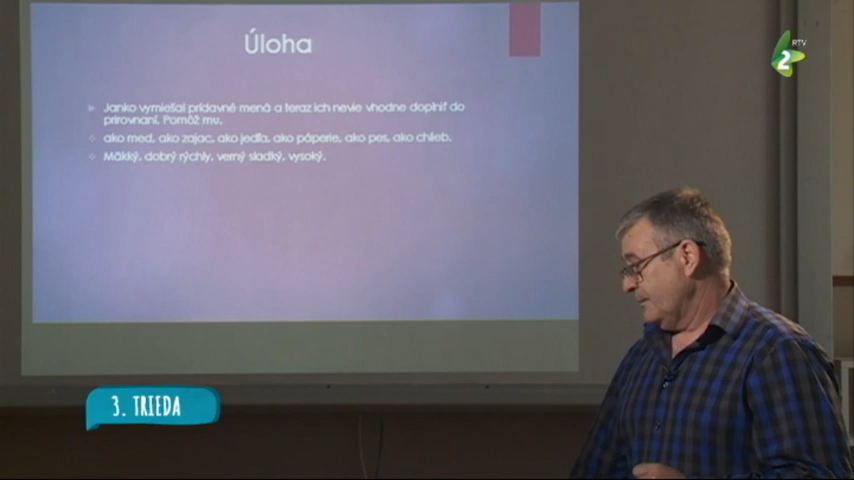 Úloha
Janko vymiešal prídavné mená a teraz ich nevie vhodne doplniť do
prirovnaní. Pomôž mu.
ako med, ako zajac, ako jedľa, ako páperie, ako pes, ako chlieb.
Mäkký, dobrý rýchly, verný sladký, vysoký.
RTV
2
3. TRIEDA